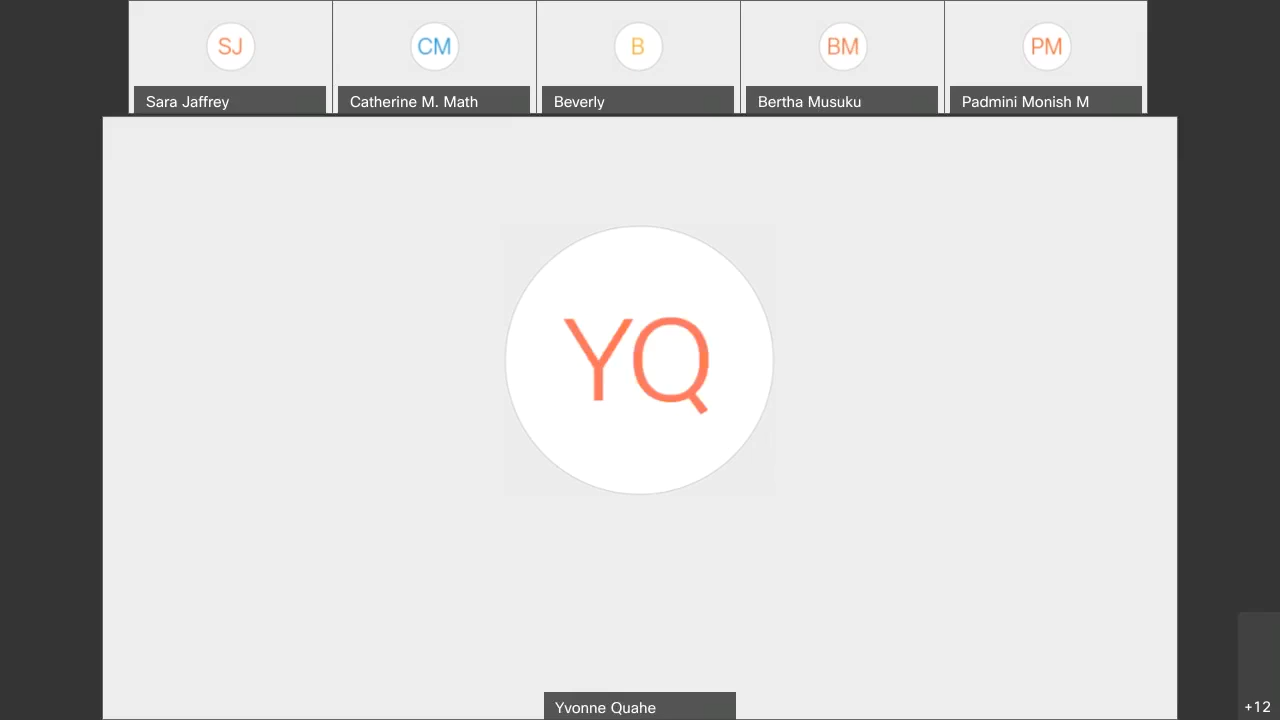 SJ
Sara Jaffrey
CM
Catherine M. Math
B
Beverly
BM
Bertha Musuku
PM
Padmini Monish M
YQ
Yvonne Quahe
+12